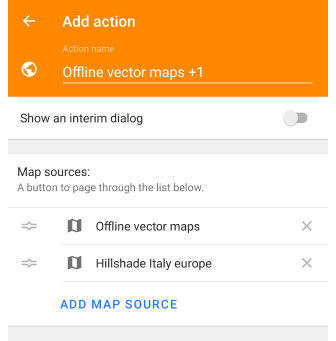 Add action
Action name
Offline vector maps +1
Show an interim dialog
Map sources:
A button to page through the list below.
Offline vector maps
Hillshade Italy europe
ADD MAP SOURCE